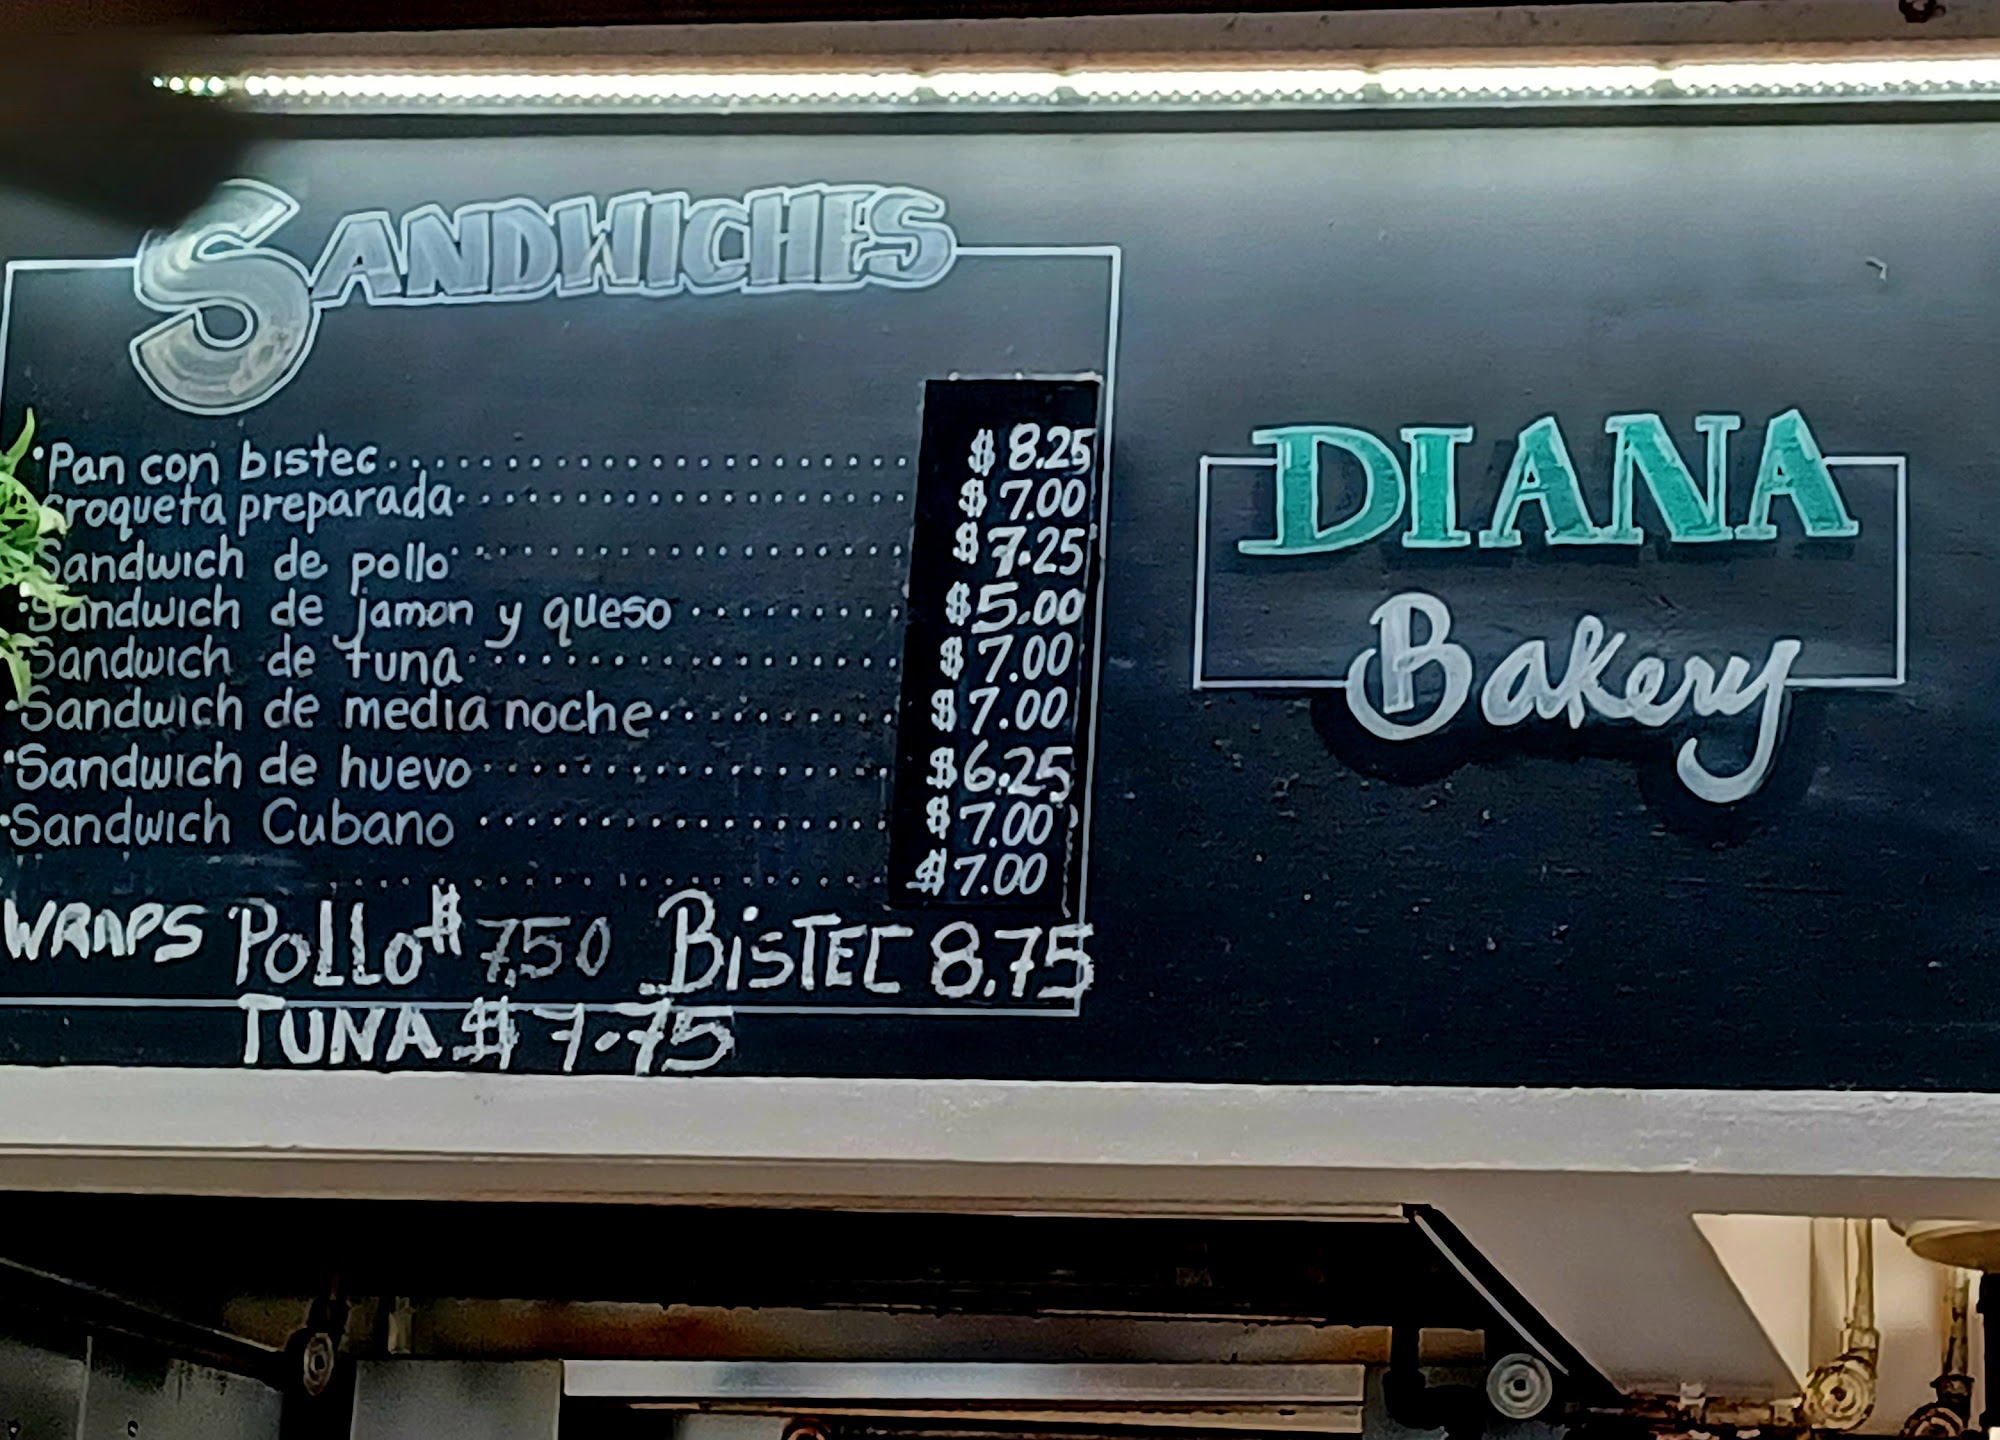 SANDWICHES
·Pan con bistec.......................... $ 8.25
Croqueta preparada.......................... $ 7.00
Sandwich de pollo.......................... $ 7.25
·Sandwich de jamon y queso.......... $5.00
Sandwich de tuna.......................... $ 7.00
·Sandwich de media noche............ $ 7.00
·Sandwich de huevo.................... $6.25
·Sandwich Cubano.................... $ 7.00
.................... $7.00
WRAPS POLLO $ 7.50 BISTEC 8.75
TUNA $ 7.75
DIANA
Bakery